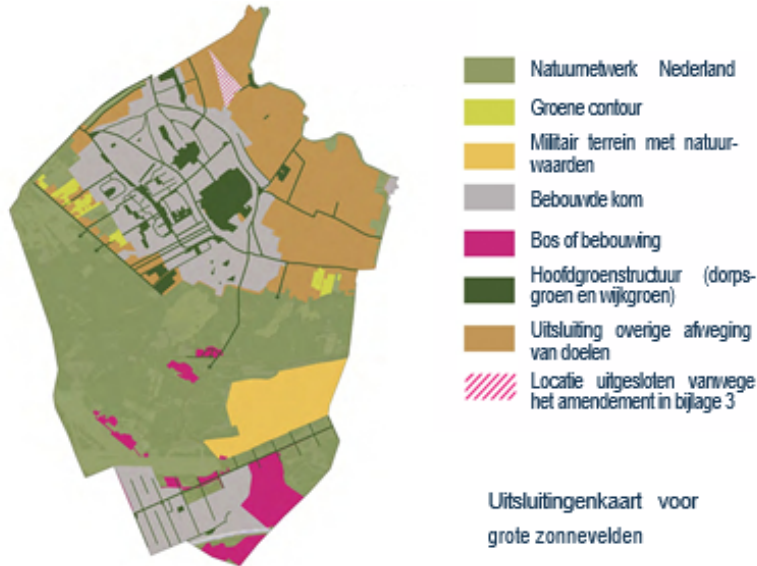 Natuurnetwerk Nederland
Groene contour
Militair terrein met natuur-
waarden
Bebouwde kom
Bos of bebouwing
Hoofdgroenstructuur (dorps-
groen en wijkgroen)
Uitsluiting overige afweging
van doelen
Locatie uitgesloten vanwege
het amendement in bijlage 3
Uitsluitingenkaart voor
grote zonnevelden